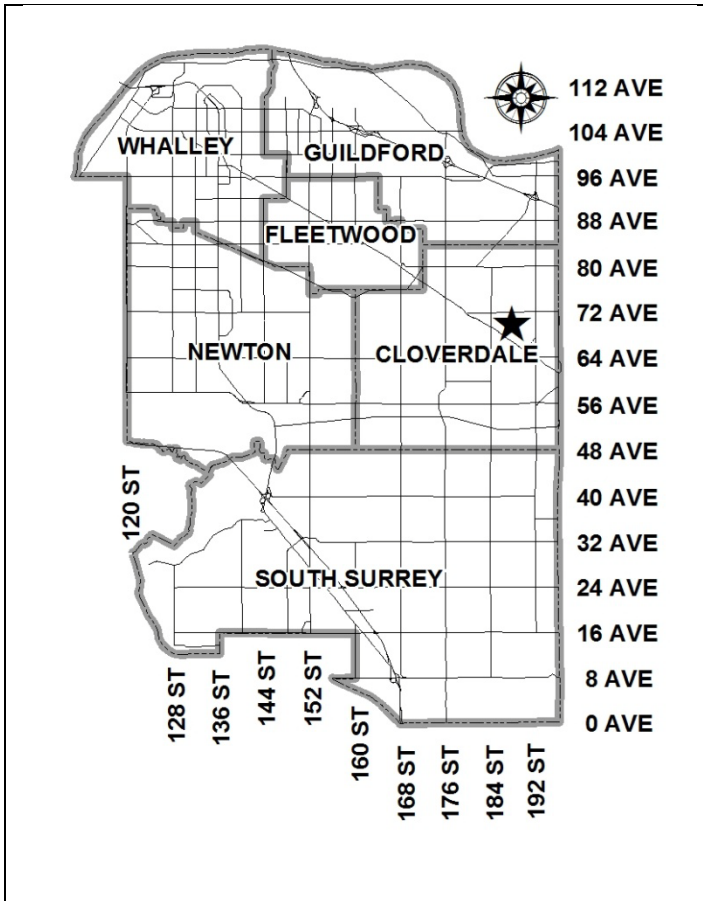 112 AVE
104 AVE
WHALLEY
GUILDFORD
96 AVE
88 AVE
FLEETWOOD
80 AVE
72 AVE
NEWTON
CLOVERDALE
64 AVE
56 AVE
48 AVE
120 ST
40 AVE
32 AVE
SOUTH SURREY
24 AVE
16 AVE
8 AVE
0 AVE
128 ST
136 ST
144 ST
152 ST
160 ST
168 ST
176 ST
184 ST
192 ST